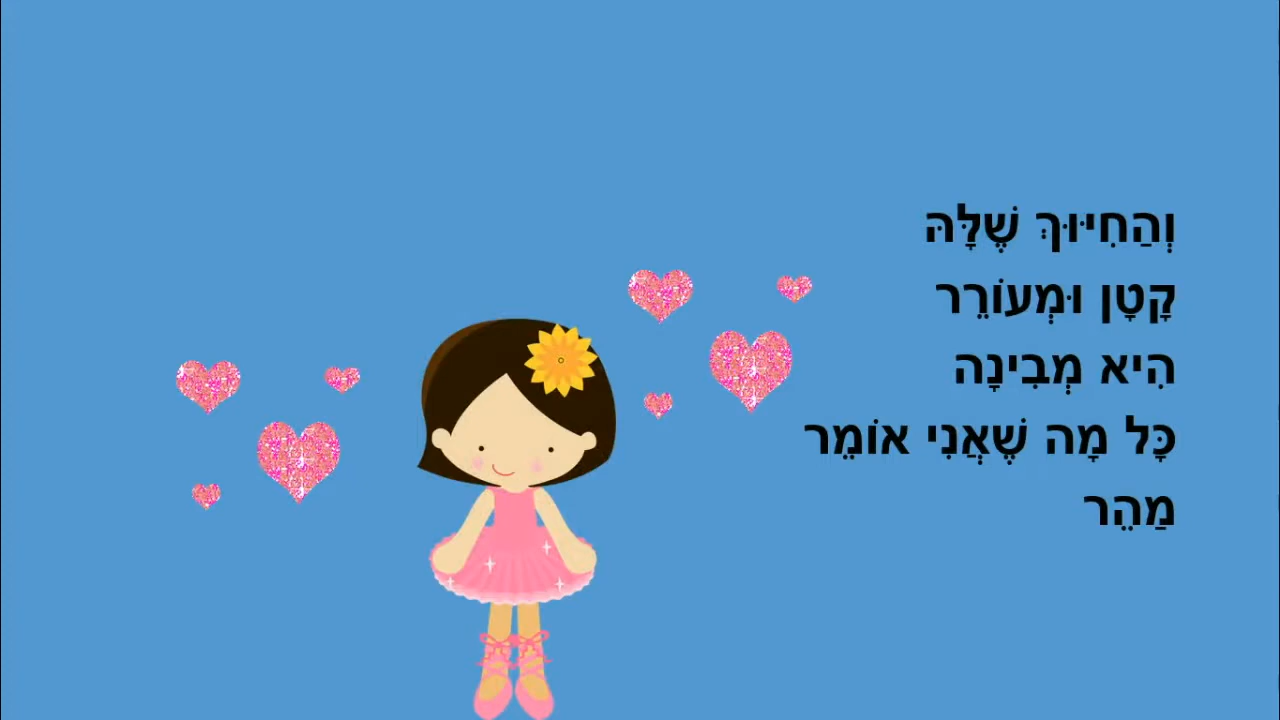 וְהַחִיּוּךְ שֶׁלָּהּ
קָטָן וּמְעוֹרֵר
הִיא מְבִינָה
כָּל מָה שֶׁאֲנִי אוֹמֵר
מַהֵר